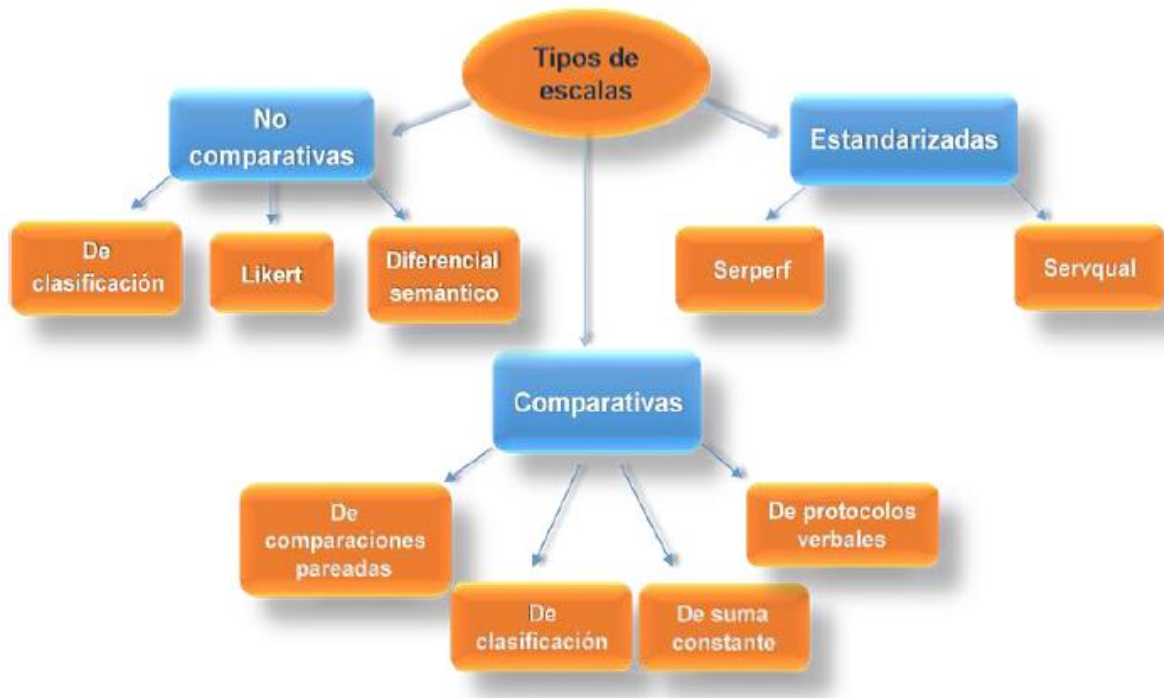 Tipos de
escalas
No
comparativas
Estandarizadas
De
clasificación
Likert
Diferencial
semántico
Serperf
Servqual
Comparativas
De
comparaciones
pareadas
De
clasificación
De suma
constante
De protocolos
verbales